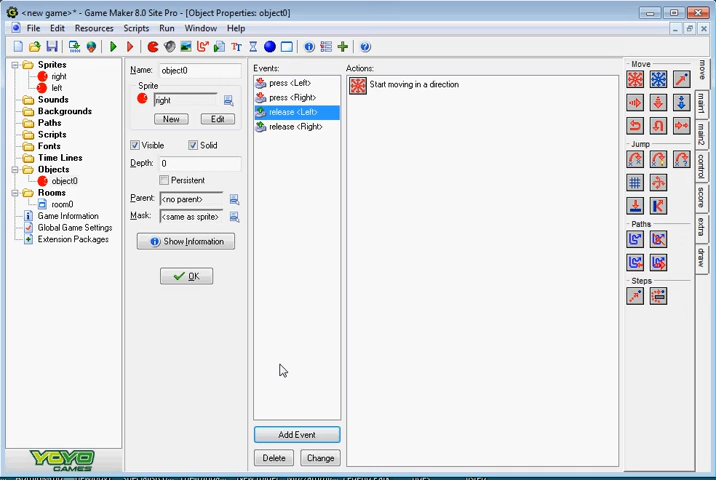 <new game>* - Game Maker 8.0 Site Pro - [Object Properties: object0]
File Edit Resources Scripts Run Window Help
Sprites
right
left
Sounds
Backgrounds
Paths
Scripts
Fonts
Time Lines
Objects
object0
Rooms
room0
Game Information
Global Game Settings
Extension Packages
YOYO
GAMES
Name: object0
Sprite
right
New Edit
Visible Solid
Depth: 0
Persistent
Parent: <no parent>
Mask: <same as sprite>
Show Information
OK
Events:
press <Left>
press <Right>
release <Left>
release <Right>
Add Event
Delete Change
Actions:
Start moving in a direction
Move
Jump
Paths
Steps
move
main1
main2
control
score
extra
draw